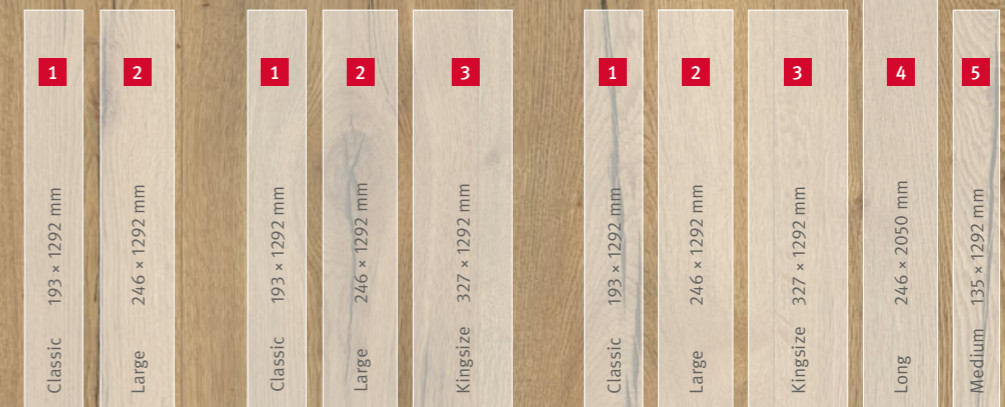 1
Classic 193 × 1292 mm
2
Large 246 × 1292 mm
1
Classic 193 × 1292 mm
2
Large 246 × 1292 mm
3
Kingsize 327 × 1292 mm
1
Classic 193 × 1292 mm
2
Large 246 × 1292 mm
3
Kingsize 327 × 1292 mm
4
Long 246 × 2050 mm
5
Medium 135 × 1292 mm